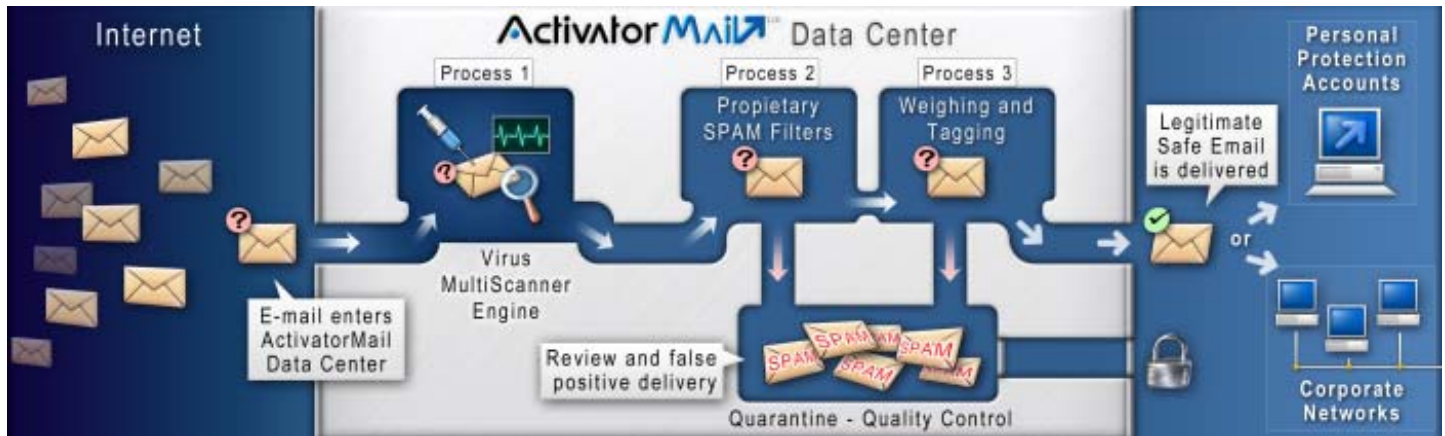 Internet
ActivatorMail Data Center
Process 1
Process 2
Process 3
Propietary
SPAM Filters
Weighing and
Tagging
Virus
MultiScanner
Engine
E-mail enters
ActivatorMail
Data Center
Review and false
positive delivery
SPAM
SPAM
SPAM
SPAM
Quarantine - Quality Control
Legitimate
Safe Email
is delivered
or
Personal
Protection
Accounts
Corporate
Networks